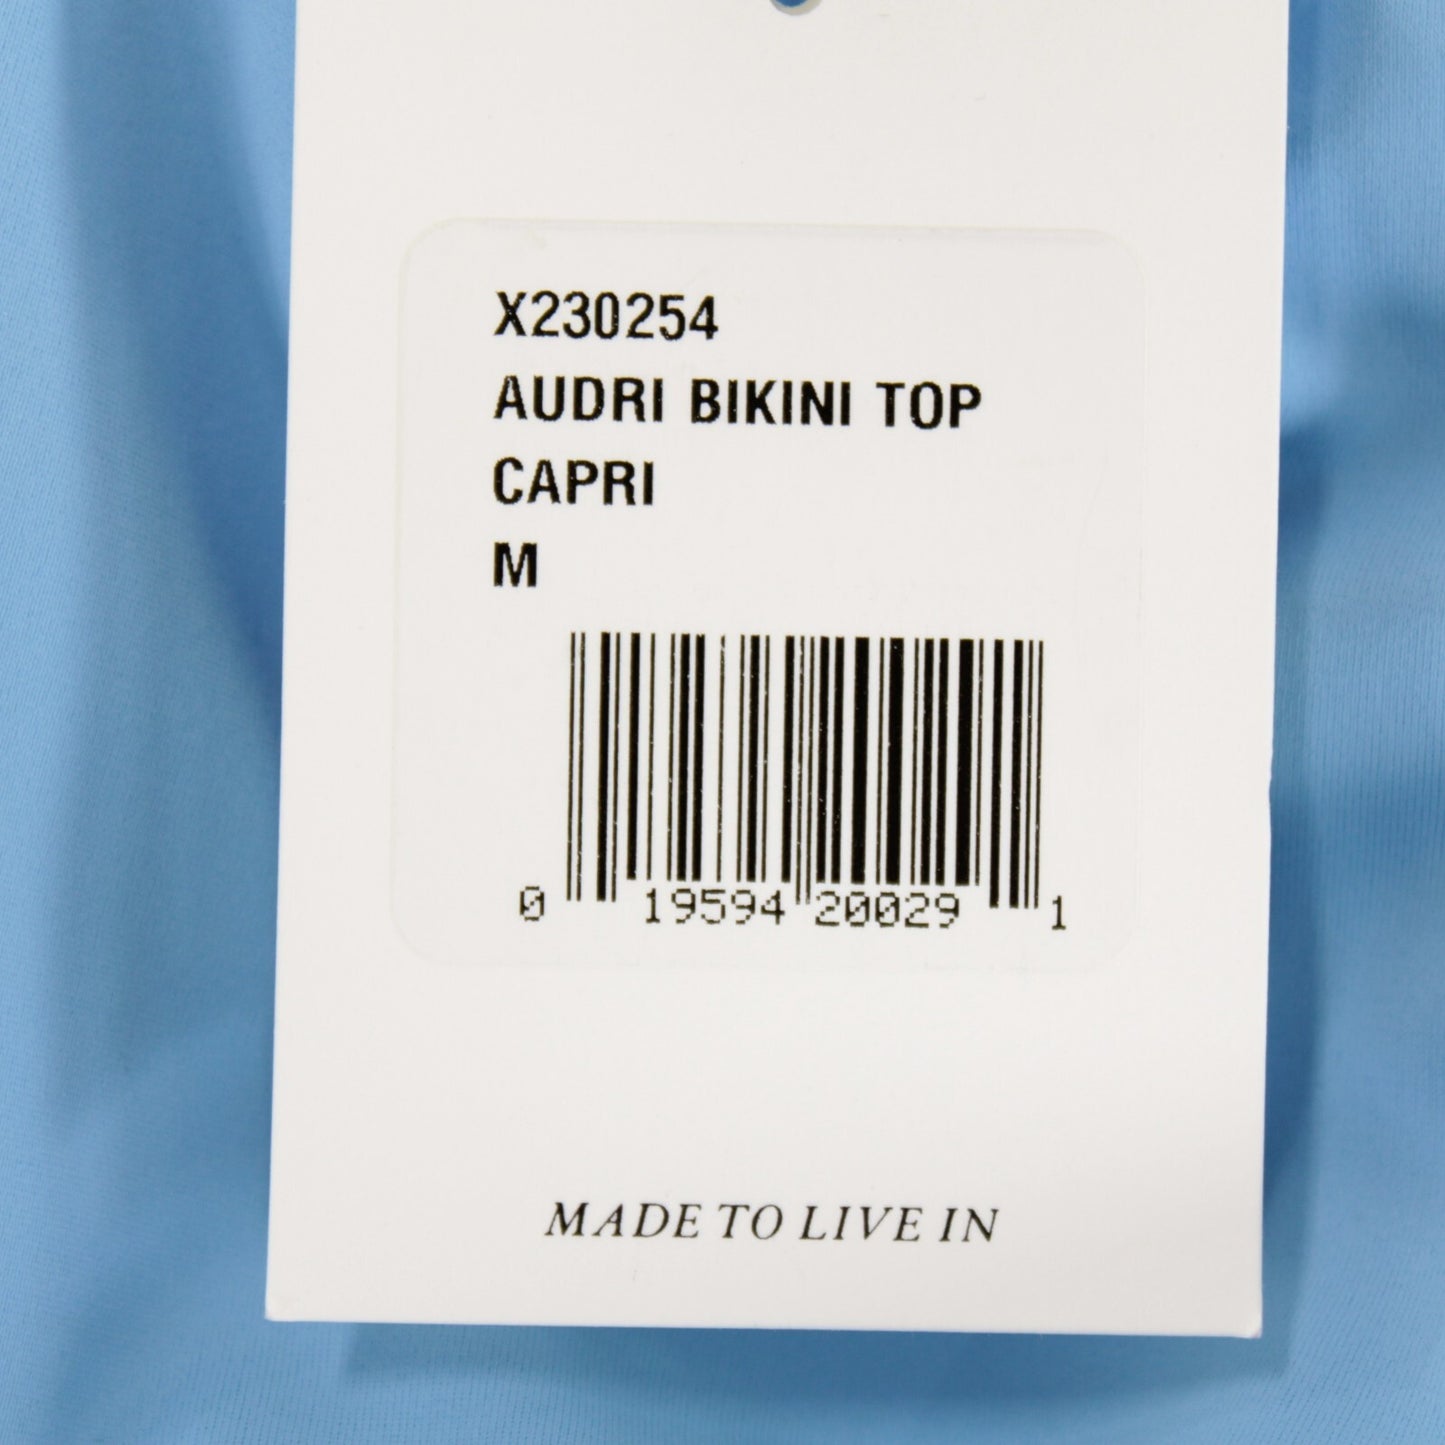 X230254
AUDRI BIKINI TOP
CAPRI
M
0 19594 20029 1
MADE TO LIVE IN